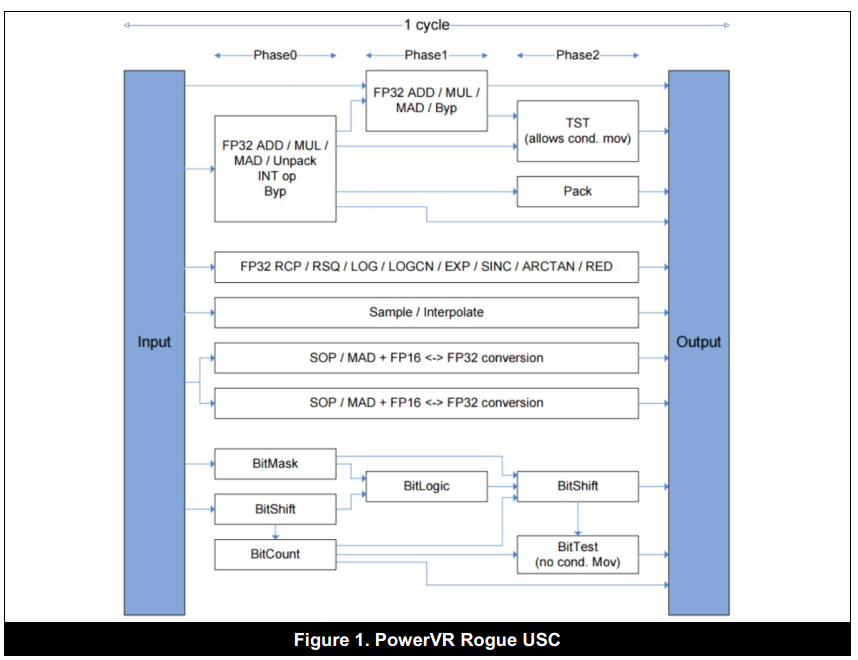 1 cycle
Phase0
Phase1
Phase2
FP32 ADD / MUL /
MAD / Byp
TST
(allows cond. mov)
FP32 ADD / MUL /
MAD / Unpack
INT op
Byp
Pack
FP32 RCP / RSQ / LOG / LOGCN / EXP / SINC / ARCTAN / RED
Sample / Interpolate
Input
Output
SOP / MAD + FP16 <-> FP32 conversion
SOP / MAD + FP16 <-> FP32 conversion
BitMask
BitLogic
BitShift
BitShift
BitCount
BitTest
(no cond. Mov)
Figure 1. PowerVR Rogue USC